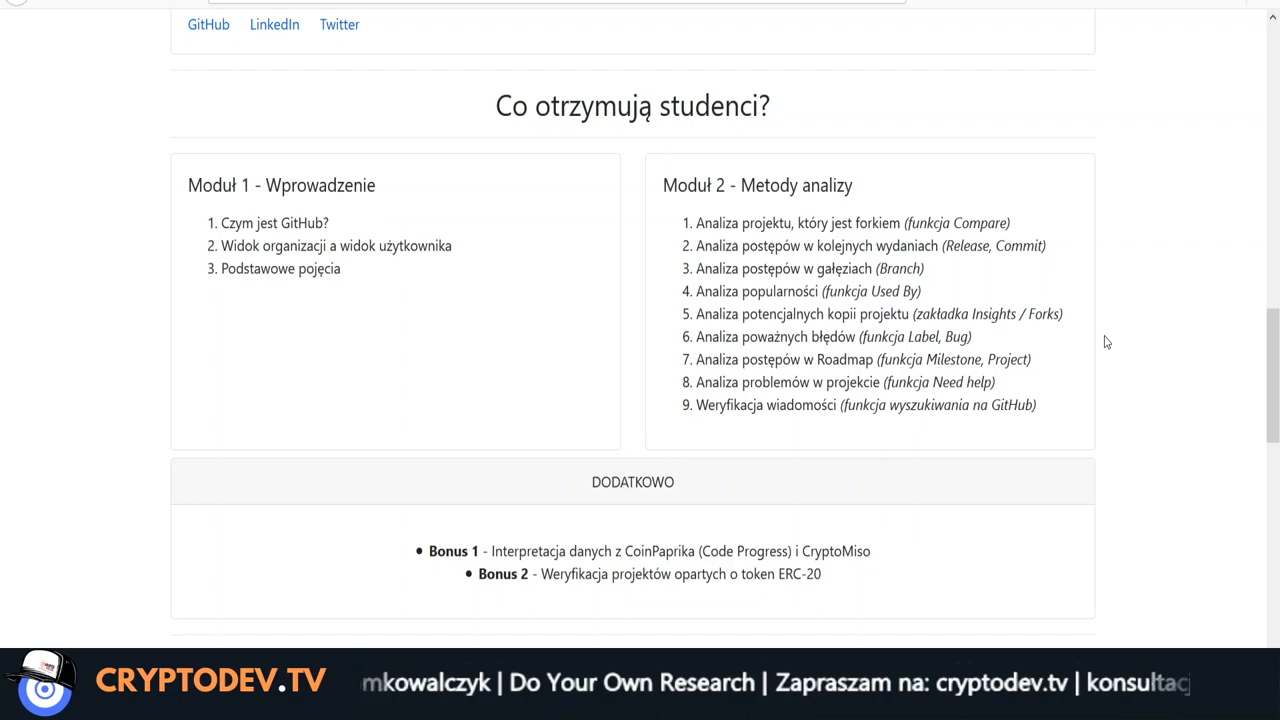 GitHub LinkedIn Twitter
Co otrzymują studenci?
Moduł 1 - Wprowadzenie
1. Czym jest GitHub?
2. Widok organizacji a widok użytkownika
3. Podstawowe pojęcia
Moduł 2 - Metody analizy
1. Analiza projektu, który jest forkiem (funkcja Compare)
2. Analiza postępów w kolejnych wydaniach (Release, Commit)
3. Analiza postępów w gałęziach (Branch)
4. Analiza popularności (funkcja Used By)
5. Analiza potencjalnych kopii projektu (zakładka Insights / Forks)
6. Analiza poważnych błędów (funkcja Label, Bug)
7. Analiza postępów w Roadmap (funkcja Milestone, Project)
8. Analiza problemów w projekcie (funkcja Need help)
9. Weryfikacja wiadomości (funkcja wyszukiwania na GitHub)
DODATKOWO
• Bonus 1 - Interpretacja danych z CoinPaprika (Code Progress) i CryptoMiso
• Bonus 2 - Weryfikacja projektów opartych o token ERC-20
CRYPTODEV.TV
mkowalczyk | Do Your Own Research | Zapraszam na: cryptodev.tv | konsultac